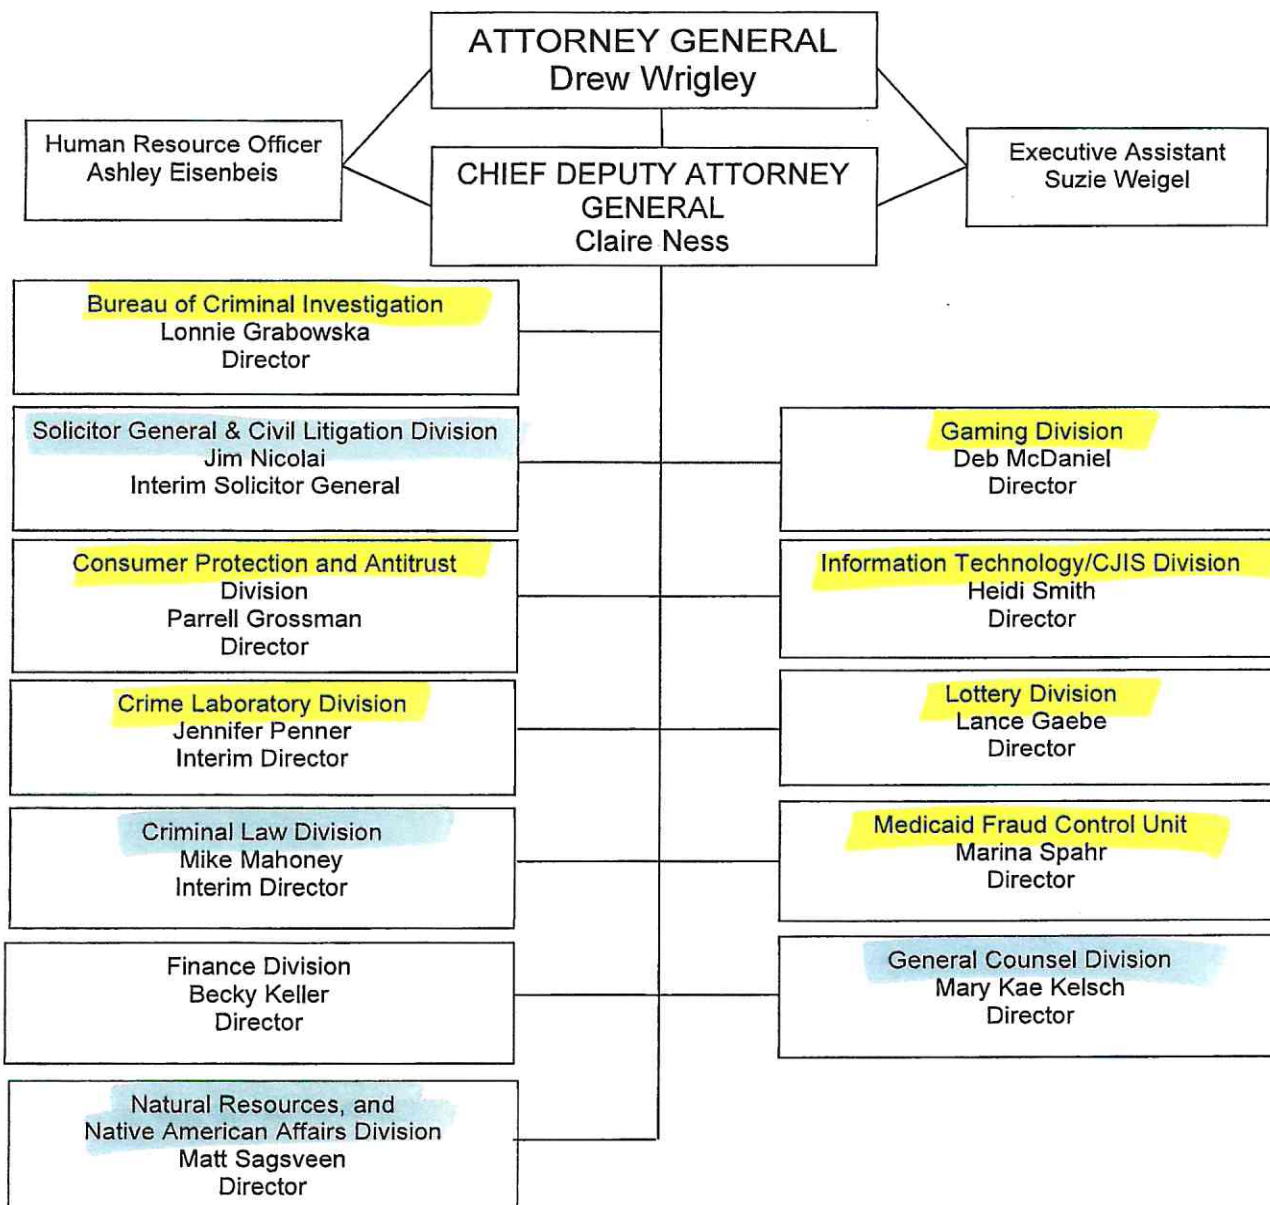 ATTORNEY GENERAL
Drew Wrigley
Human Resource Officer
Ashley Eisenbeis
CHIEF DEPUTY ATTORNEY
GENERAL
Claire Ness
Executive Assistant
Suzie Weigel
Bureau of Criminal Investigation
Lonnie Grabowska
Director
Solicitor General & Civil Litigation Division
Jim Nicolai
Interim Solicitor General
Gaming Division
Deb McDaniel
Director
Consumer Protection and Antitrust
Division
Parrell Grossman
Director
Information Technology/CJIS Division
Heidi Smith
Director
Crime Laboratory Division
Jennifer Penner
Interim Director
Lottery Division
Lance Gaebe
Director
Criminal Law Division
Mike Mahoney
Interim Director
Medicaid Fraud Control Unit
Marina Spahr
Director
Finance Division
Becky Keller
Director
General Counsel Division
Mary Kae Kelsch
Director
Natural Resources, and
Native American Affairs Division
Matt Sagsveen
Director